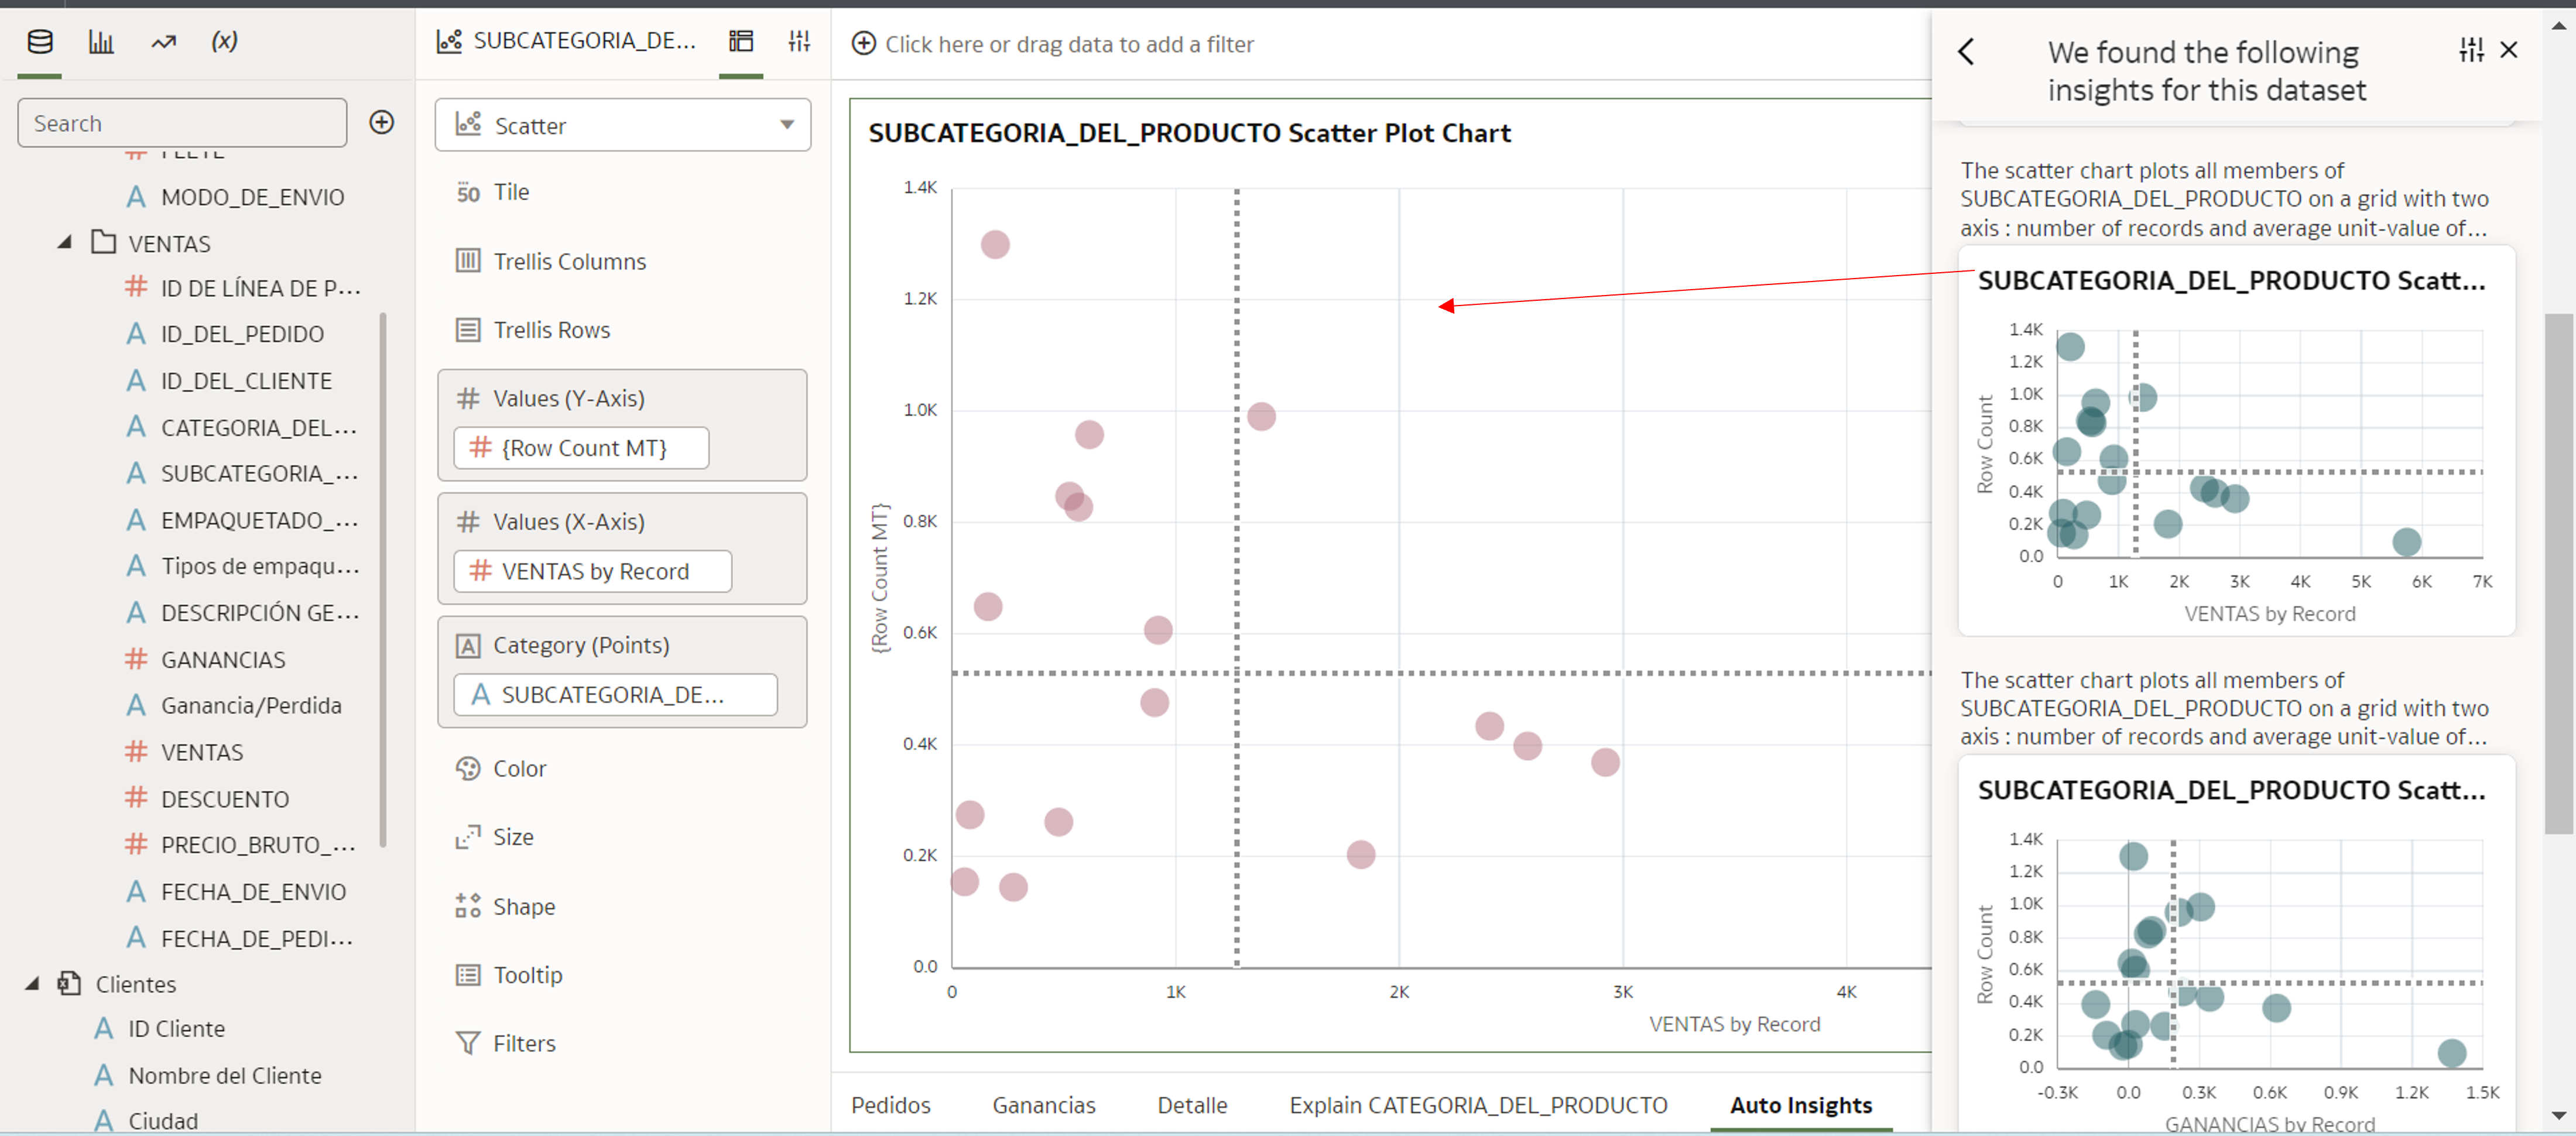 (x)
Search
MODO_DE_ENVIO
VENTAS
ID DE LÍNEA DE P...
ID_DEL_PEDIDO
ID_DEL_CLIENTE
CATEGORIA_DEL...
SUBCATEGORIA_...
EMPAQUETADO_...
Tipos de empaqu...
DESCRIPCIÓN GE...
GANANCIAS
Ganancia/Perdida
VENTAS
DESCUENTO
PRECIO_BRUTO_...
FECHA_DE_ENVIO
FECHA_DE_PEDI...
Clientes
ID Cliente
Nombre del Cliente
Ciudad
SUBCATEGORIA_DE...
Scatter
50 Tile
Trellis Columns
Trellis Rows
Values (Y-Axis)
{Row Count MT}
Values (X-Axis)
VENTAS by Record
Category (Points)
SUBCATEGORIA_DE...
Color
Size
Shape
Tooltip
Filters
Click here or drag data to add a filter
SUBCATEGORIA_DEL_PRODUCTO Scatter Plot Chart
{Row Count MT}
1.4K
1.2K
1.0K
0.8K
0.6K
0.4K
0.2K
0.0
0 1K 2K 3K 4K
VENTAS by Record
Pedidos Ganancias Detalle Explain CATEGORIA_DEL_PRODUCTO Auto Insights
We found the following
insights for this dataset
The scatter chart plots all members of
SUBCATEGORIA_DEL_PRODUCTO on a grid with two
axis : number of records and average unit-value of...
SUBCATEGORIA_DEL_PRODUCTO Scatt...
Row Count
1.4K
1.2K
1.0K
0.8K
0.6K
0.4K
0.2K
0.0
0 1K 2K 3K 4K 5K 6K 7K
VENTAS by Record
The scatter chart plots all members of
SUBCATEGORIA_DEL_PRODUCTO on a grid with two
axis : number of records and average unit-value of...
SUBCATEGORIA_DEL_PRODUCTO Scatt...
Row Count
1.4K
1.2K
1.0K
0.8K
0.6K
0.4K
0.2K
0.0
-0.3K 0.0 0.3K 0.6K 0.9K 1.2K 1.5K
GANANCIAS by Record